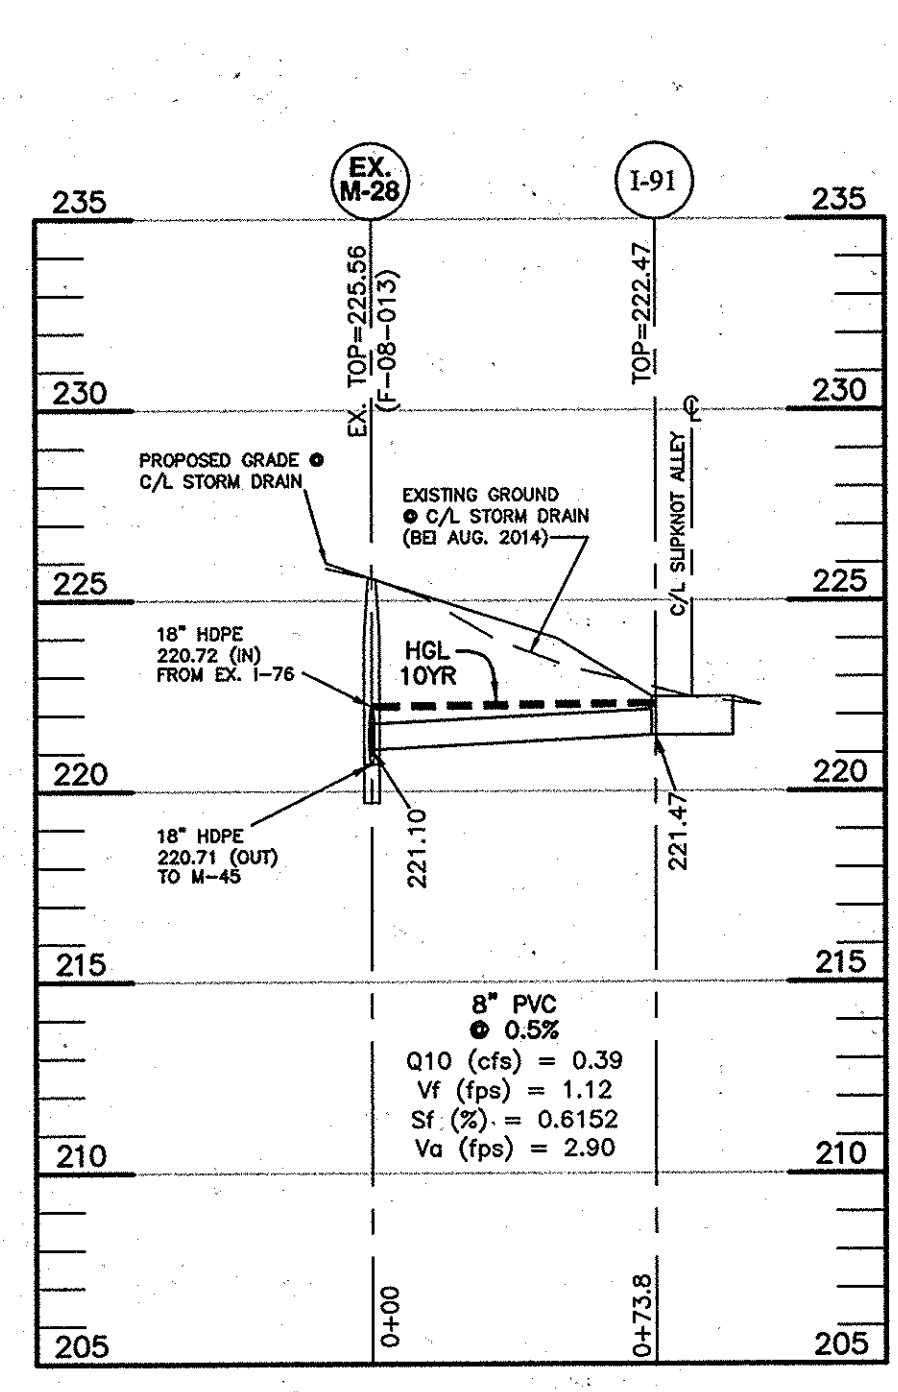 EX.
M-28
I-91
235
235
EX. TOP=225.56
(F-08-013)
TOP=222.47
230
230
C/L SLIPKNOT ALLEY
PROPOSED GRADE @
C/L STORM DRAIN
EXISTING GROUND
@ C/L STORM DRAIN
(BEI AUG. 2014)
225
225
18" HDPE
220.72 (IN)
FROM EX. I-76
HGL
10YR
220
220
18" HDPE
220.71 (OUT)
TO M-45
221.10
221.47
215
215
8" PVC
@ 0.5%
Q10 (cfs) = 0.39
Vf (fps) = 1.12
Sf (%) = 0.6152
Va (fps) = 2.90
210
210
0+00
0+73.8
205
205